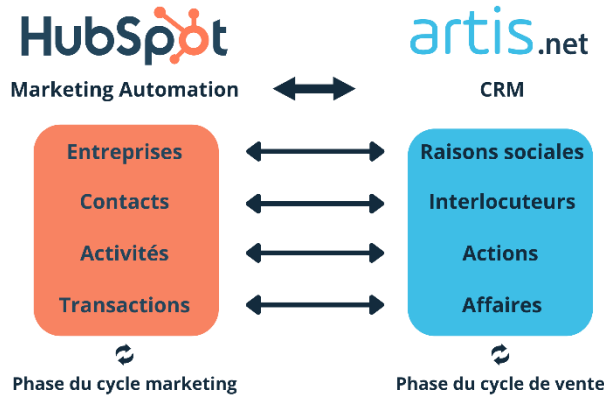 HubSpot artis.net
Marketing Automation CRM
Entreprises Raisons sociales
Contacts Interlocuteurs
Activités Actions
Transactions Affaires
Phase du cycle marketing Phase du cycle de vente